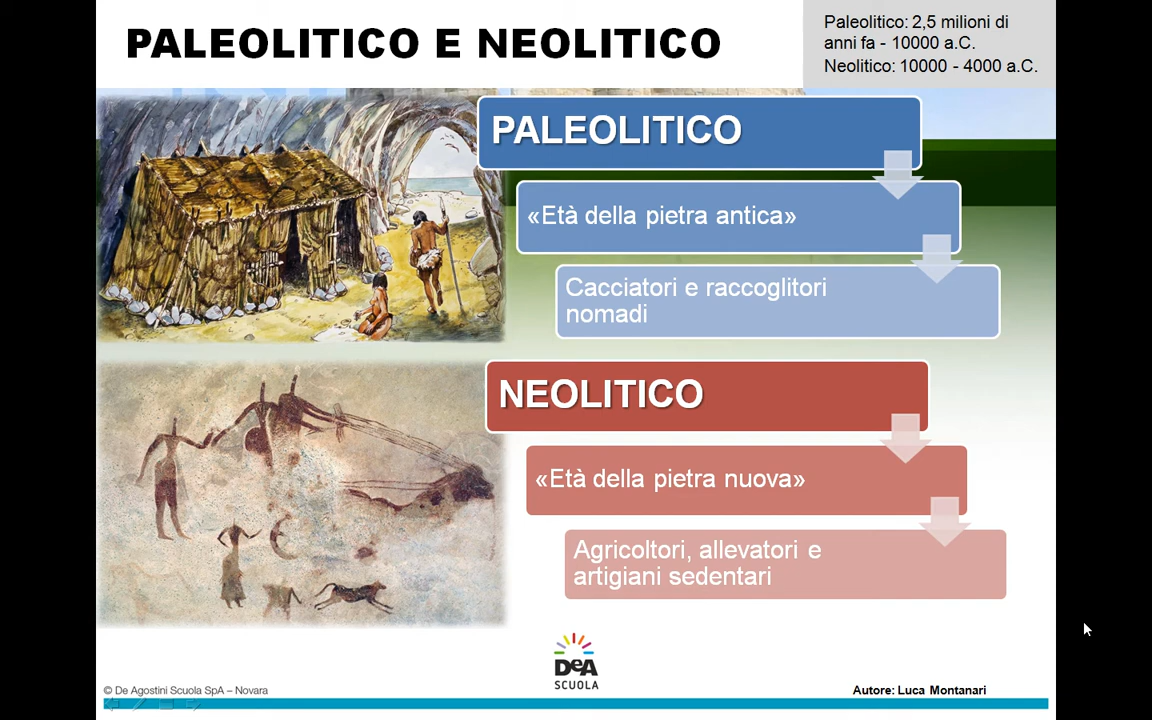 PALEOLITICO E NEOLITICO
Paleolitico: 2,5 milioni di
anni fa - 10000 a.C.
Neolitico: 10000 - 4000 a.C.
PALEOLITICO
«Età della pietra antica»
Cacciatori e raccoglitori
nomadi
NEOLITICO
«Età della pietra nuova»
Agricoltori, allevatori e
artigiani sedentari
DeA
SCUOLA
© De Agostini Scuola SpA – Novara
Autore: Luca Montanari